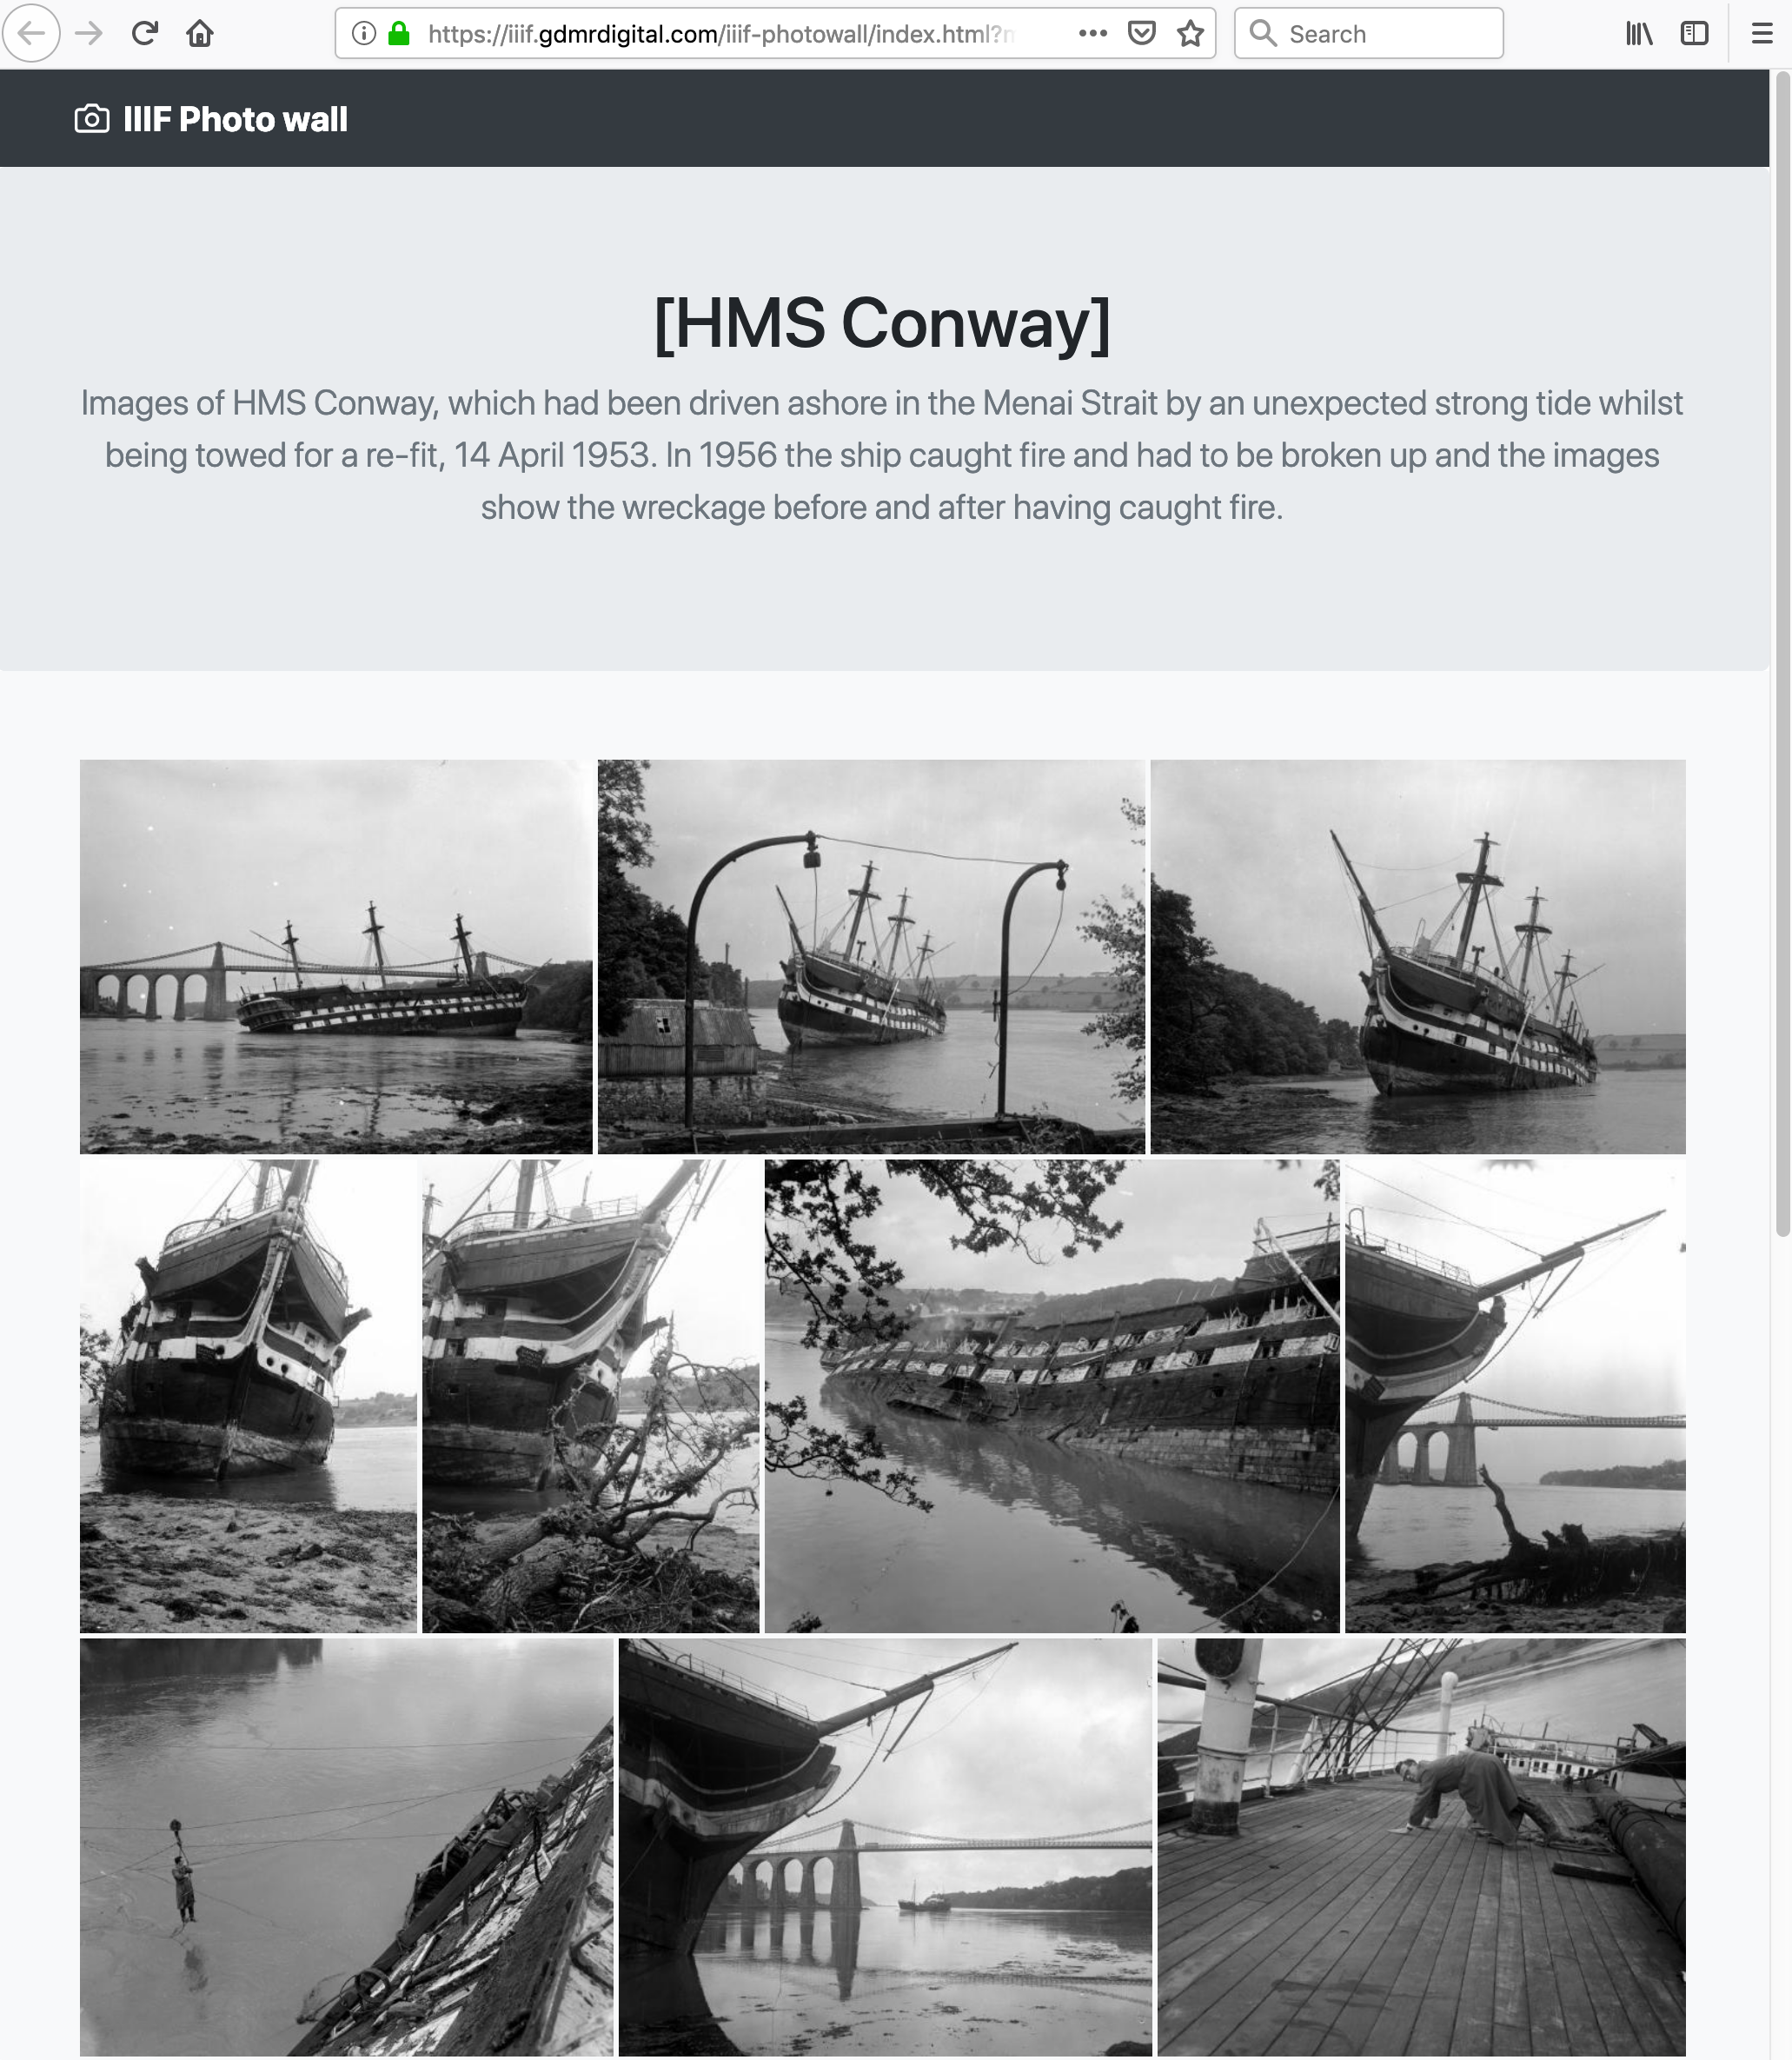 https://iiif.gdmrdigital.com/iiif-photowall/index.html?
Search
IIIF Photo wall
[HMS Conway]
Images of HMS Conway, which had been driven ashore in the Menai Strait by an unexpected strong tide whilst
being towed for a re-fit, 14 April 1953. In 1956 the ship caught fire and had to be broken up and the images
show the wreckage before and after having caught fire.